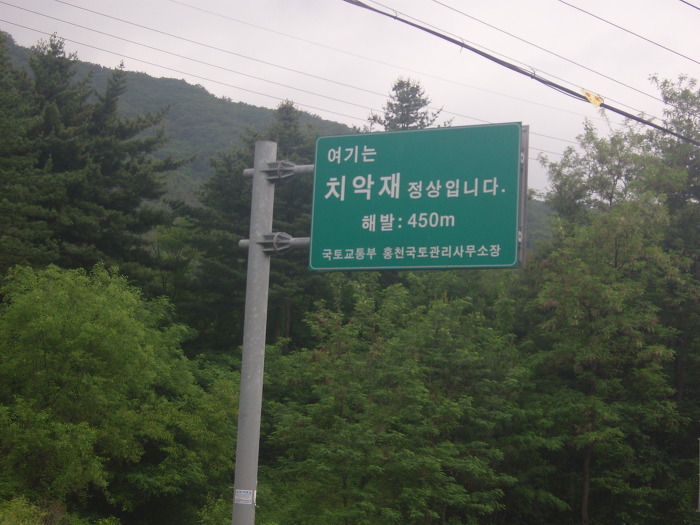 여기는
치악재 정상입니다.
해발: 450m
국토교통부 홍천국토관리사무소장